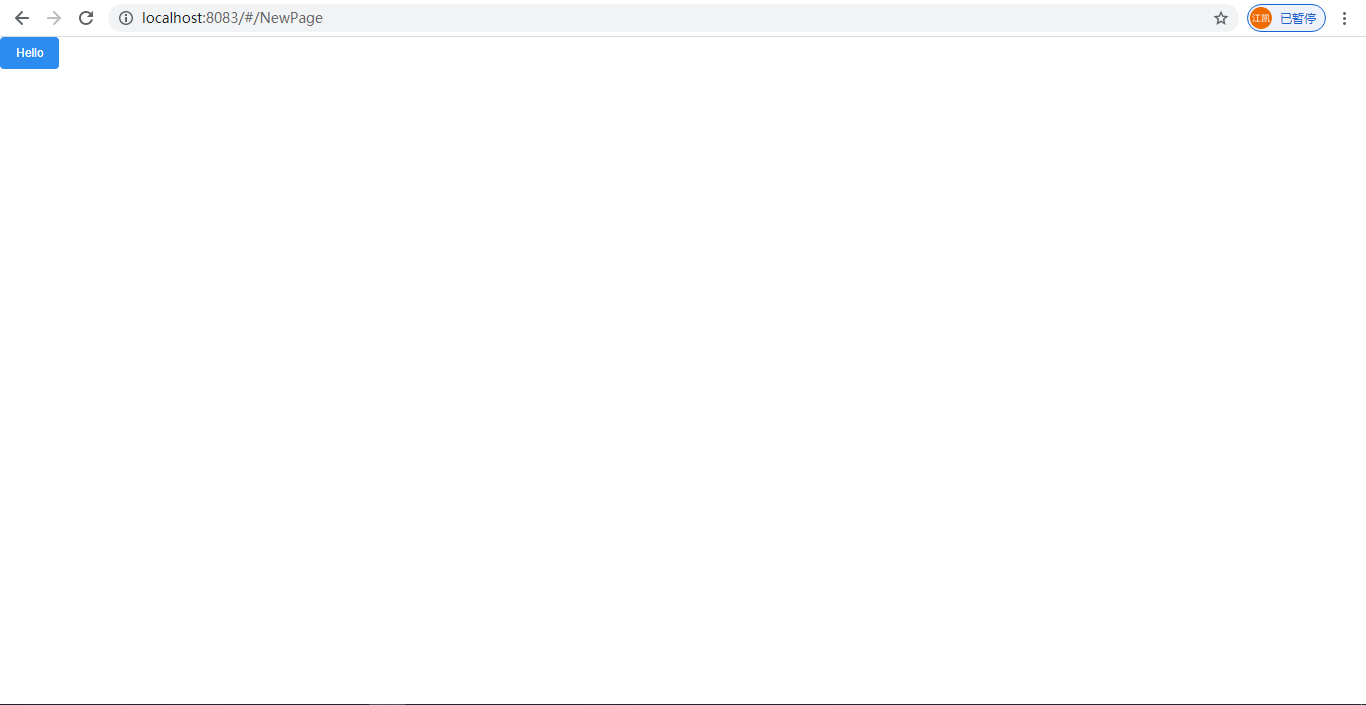 localhost:8083/#/NewPage
江凯 已暂停
Hello